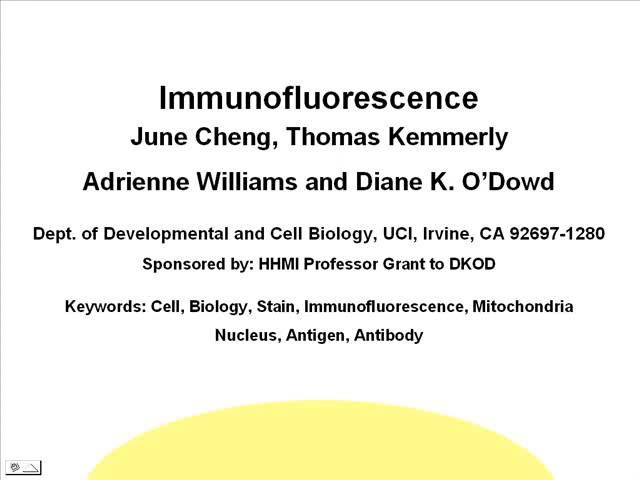 Immunofluorescence
June Cheng, Thomas Kemmerly
Adrienne Williams and Diane K. O’Dowd
Dept. of Developmental and Cell Biology, UCI, Irvine, CA 92697-1280
Sponsored by: HHMI Professor Grant to DKOD
Keywords: Cell, Biology, Stain, Immunofluorescence, Mitochondria
Nucleus, Antigen, Antibody